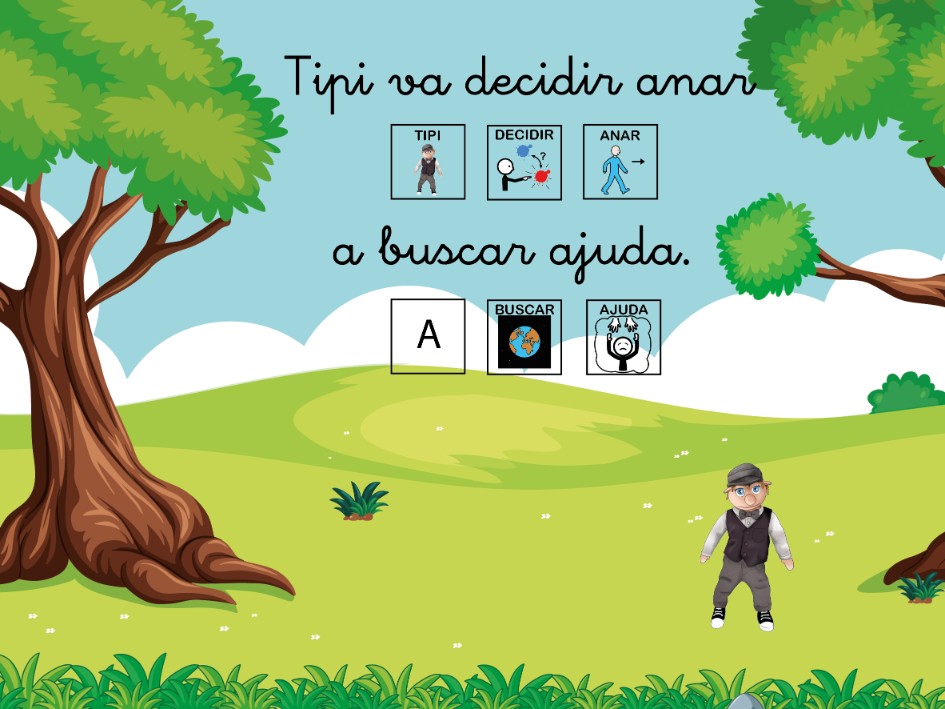 Tipi va decidir anar
TIPI DECIDIR ANAR
?
a buscar ajuda.
BUSCAR AJUDA
A